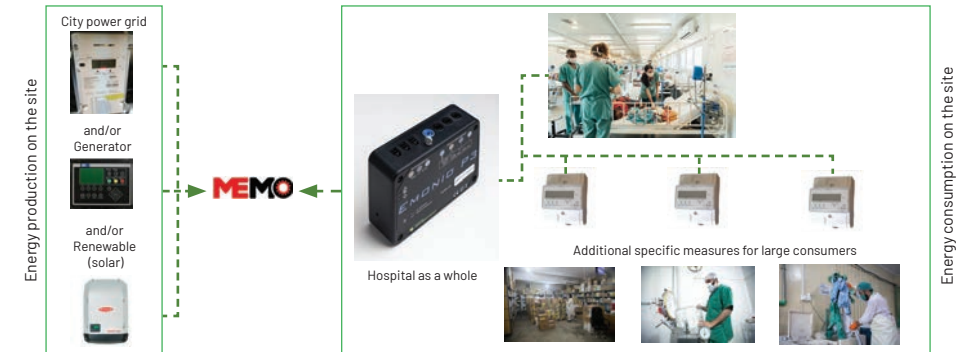 City power grid
and/or
Generator
and/or
Renewable
(solar)
Energy production on the site
MEMO
EMONIO P3
Hospital as a whole
Additional specific measures for large consumers
Energy consumption on the site